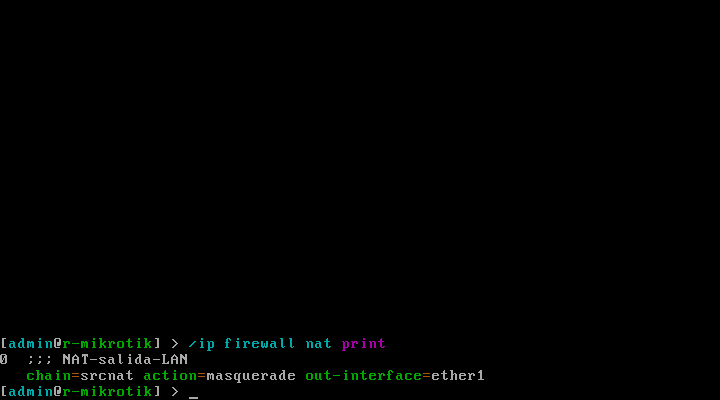 [admin@r-mikrotik] > /ip firewall nat print
0  ;;; NAT-salida-LAN
   chain=srcnat action=masquerade out-interface=ether1
[admin@r-mikrotik] > _